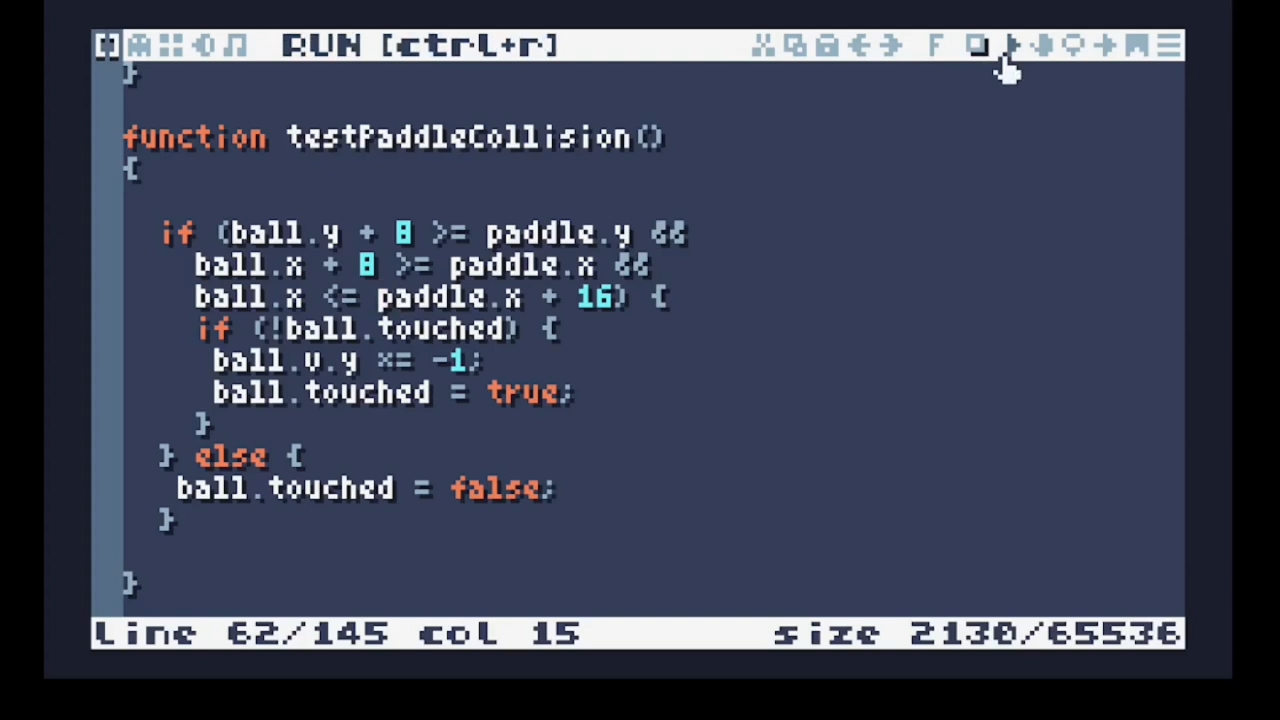 RUN [ctrl+r]
F
}
function testPaddleCollision()
{
if (ball.y + 8 >= paddle.y &&
ball.x + 8 >= paddle.x &&
ball.x <= paddle.x + 16) {
if (!ball.touched) {
ball.v.y *= -1;
ball.touched = true;
}
} else {
ball.touched = false;
}
}
line 62/145 col 15
size 2130/65536